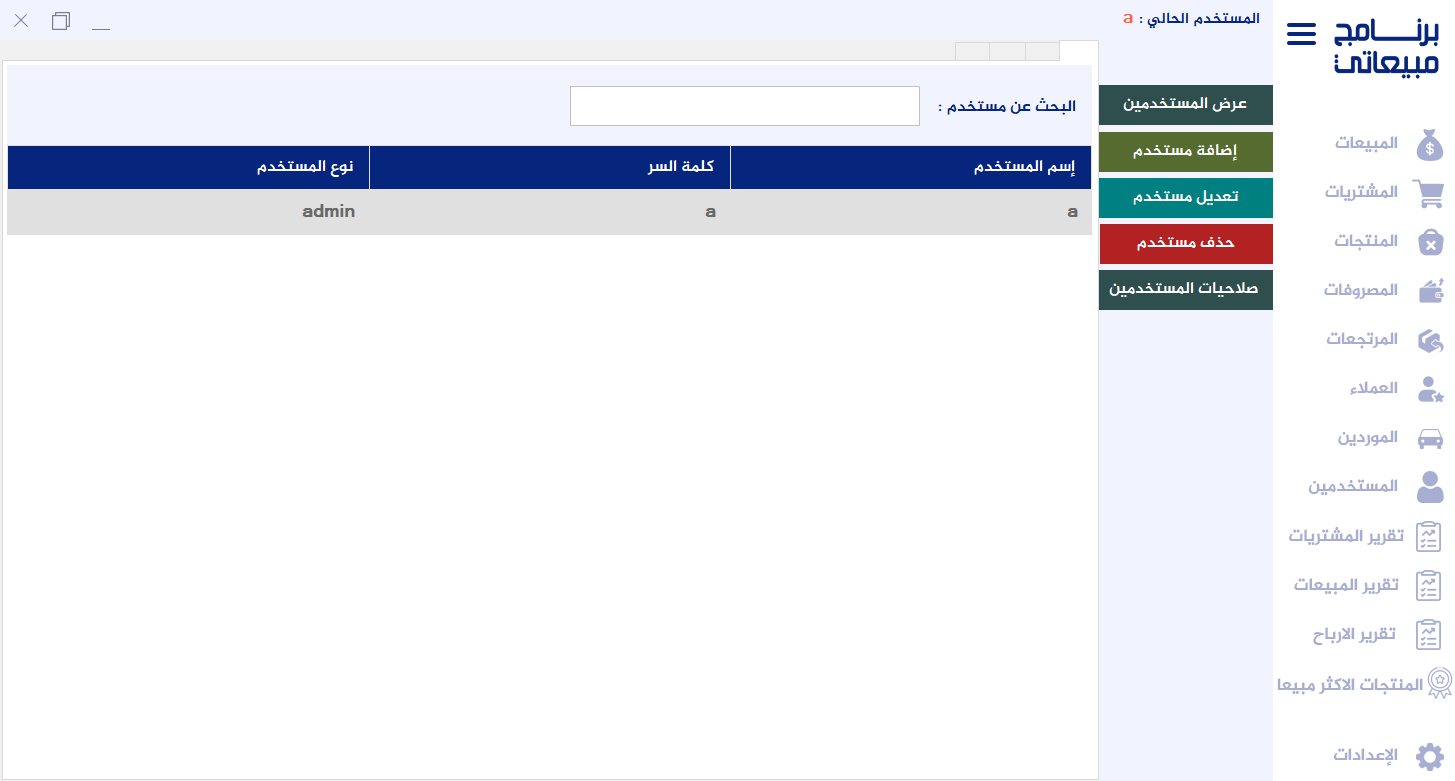 برنامج
مبيعاتي
المستخدم الحالي : a
المبيعات
المشتريات
المنتجات
المصروفات
المرتجعات
العملاء
الموردين
المستخدمين
تقرير المشتريات
تقرير المبيعات
تقرير الارباح
المنتجات الاكثر مبيعا
الإعدادات
عرض المستخدمين
إضافة مستخدم
تعديل مستخدم
حذف مستخدم
صلاحيات المستخدمين
البحث عن مستخدم :
إسم المستخدم كلمة السر نوع المستخدم
a a admin